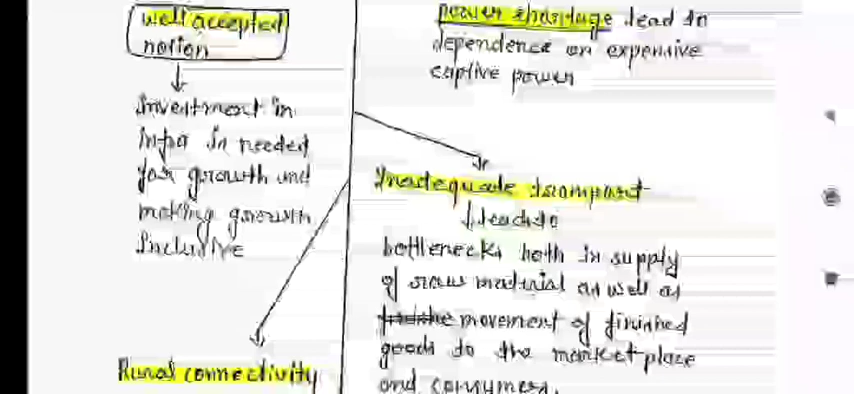 well accepted
notion
Investment in
infra is needed
for growth and
making growth
inclusive
Rural connectivity
power shortage lead to
dependence on expensive
captive power
Inadequate transport
leads to
bottlenecks both in supply
of raw material as well as
movement of finished
goods to the market place
and consumers.